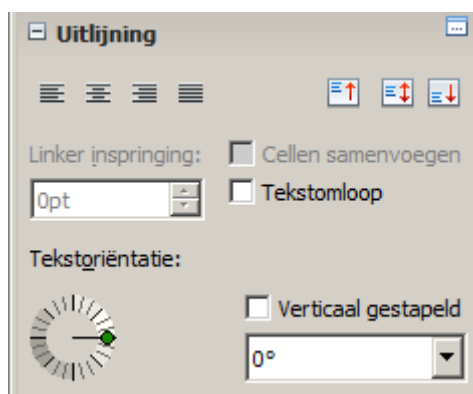 Uitlijning
Linker inspringing:
Cellen samenvoegen
0pt
Tekstomloop
Tekstoriëntatie:
Verticaal gestapeld
0°